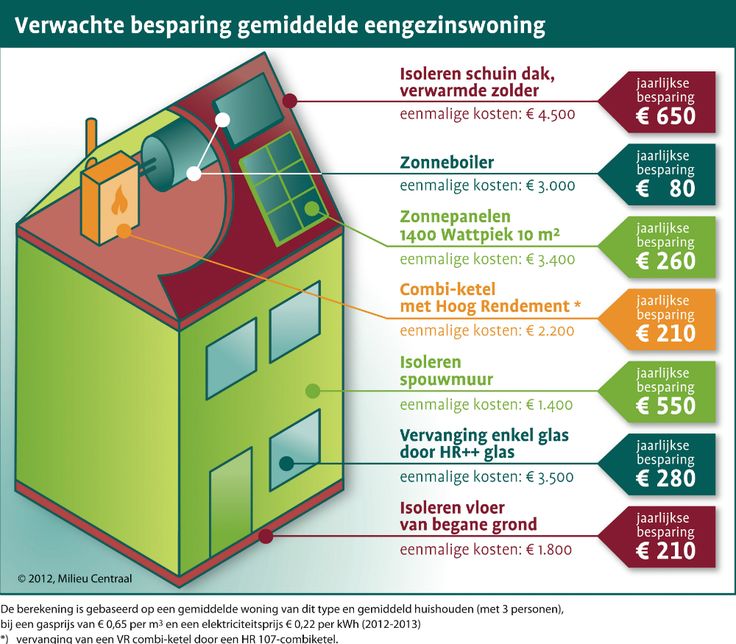 Verwachte besparing gemiddelde eengezinswoning
Isoleren schuin dak,
verwarmde zolder
eenmalige kosten: € 4.500
jaarlijkse
besparing
€ 650
Zonneboiler
eenmalige kosten: € 3.000
jaarlijkse
besparing
€ 80
Zonnepanelen
1400 Wattpiek 10 m²
eenmalige kosten: € 3.400
jaarlijkse
besparing
€ 260
Combi-ketel
met Hoog Rendement *
eenmalige kosten: € 2.200
jaarlijkse
besparing
€ 210
Isoleren
spouwmuur
eenmalige kosten: € 1.400
jaarlijkse
besparing
€ 550
Vervanging enkel glas
door HR++ glas
eenmalige kosten: € 3.500
jaarlijkse
besparing
€ 280
Isoleren vloer
van begane grond
eenmalige kosten: € 1.800
jaarlijkse
besparing
€ 210
© 2012, Milieu Centraal
De berekening is gebaseerd op een gemiddelde woning van dit type en gemiddeld huishouden (met 3 personen),
bij een gasprijs van € 0,65 per m³ en een elektriciteitsprijs € 0,22 per kWh (2012-2013)
*) vervanging van een VR combi-ketel door een HR 107-combiketel.